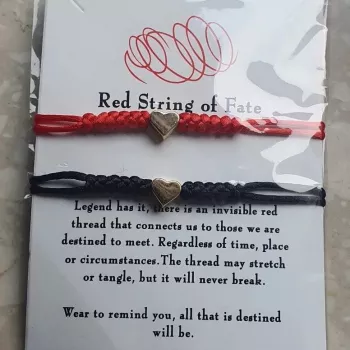 Red String of Fate
Legend has it, there is an invisible red
thread that connects us to those we are
destined to meet. Regardless of time, place
or circumstances.The thread may stretch
or tangle, but it will never break.
Wear to remind you, all that is destined
will be.